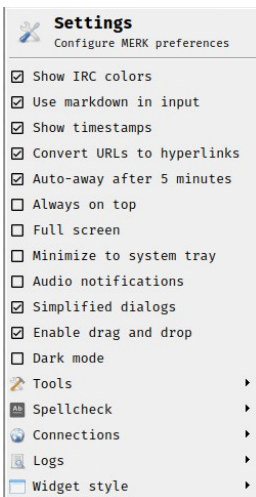 Settings
Configure MERK preferences
Show IRC colors
Use markdown in input
Show timestamps
Convert URLs to hyperlinks
Auto-away after 5 minutes
Always on top
Full screen
Minimize to system tray
Audio notifications
Simplified dialogs
Enable drag and drop
Dark mode
Tools
Ab Spellcheck
Connections
Logs
Widget style